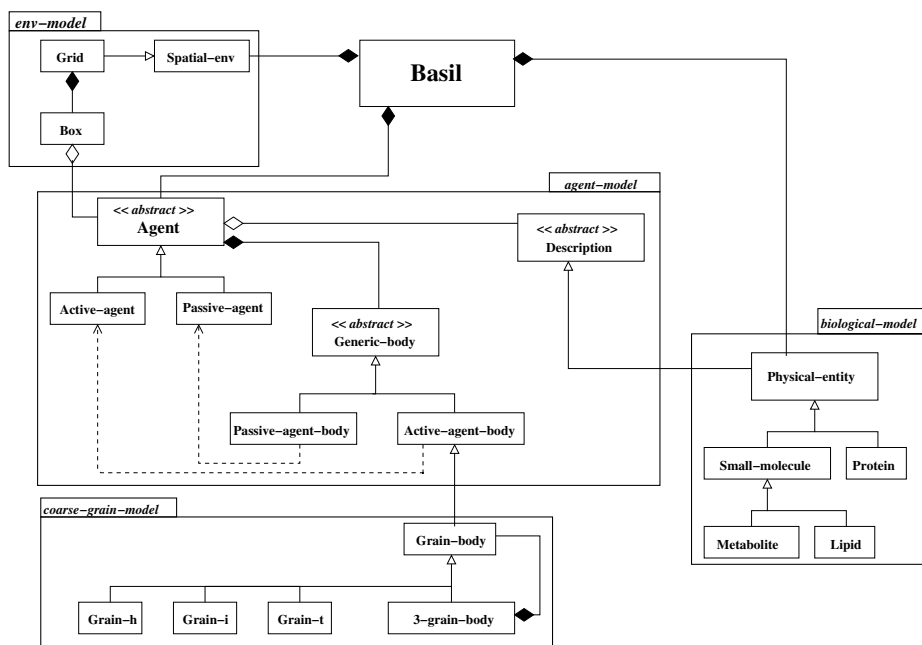 env−model
Grid
Spatial−env
Box
Basil
agent−model
<< abstract >>
Agent
<< abstract >>
Description
Active−agent
Passive−agent
<< abstract >>
Generic−body
Passive−agent−body
Active−agent−body
biological−model
Physical−entity
Small−molecule
Protein
Metabolite
Lipid
coarse−grain−model
Grain−body
Grain−h
Grain−i
Grain−t
3−grain−body